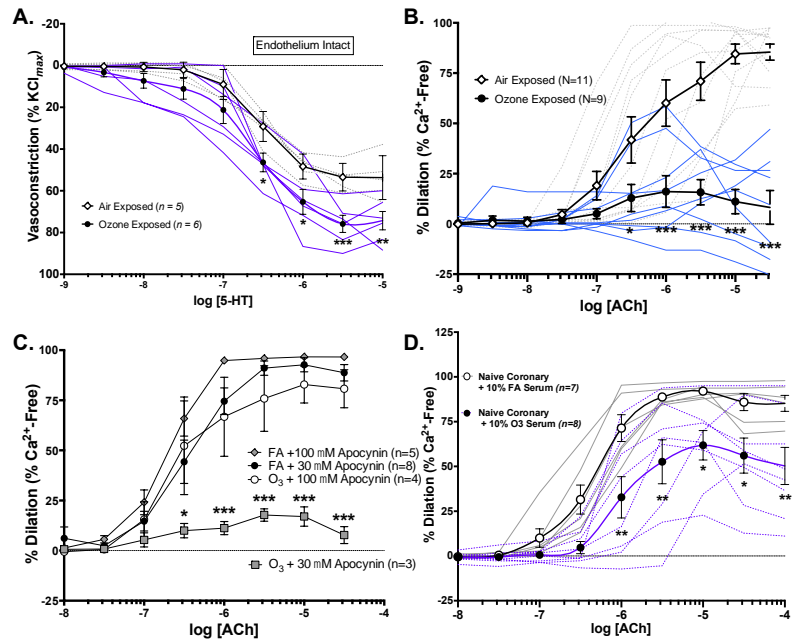 A.
-20
0
20
40
60
80
100
Vasoconstriction (% KClmax)
Endothelium Intact
Air Exposed (n = 5)
Ozone Exposed (n = 6)
*
*
***
**
-9
-8
-7
-6
-5
log [5-HT]
B.
100
75
50
25
0
-25
% Dilation (% Ca2+-Free)
Air Exposed (N=11)
Ozone Exposed (N=9)
*
***
***
***
***
-9
-8
-7
-6
-5
log [ACh]
C.
100
75
50
25
0
-25
% Dilation (% Ca2+-Free)
FA +100 mM Apocynin (n=5)
FA + 30 mM Apocynin (n=8)
O3 + 100 mM Apocynin (n=4)
*
***
***
***
***
O3 + 30 mM Apocynin (n=3)
-8
-7
-6
-5
-4
log [ACh]
D.
125
100
75
50
25
0
-25
% Dilation (% Ca2+-Free)
Naive Coronary
+ 10% FA Serum (n=7)
Naive Coronary
+ 10% O3 Serum (n=8)
**
**
*
*
**
-8
-7
-6
-5
-4
log [ACh]